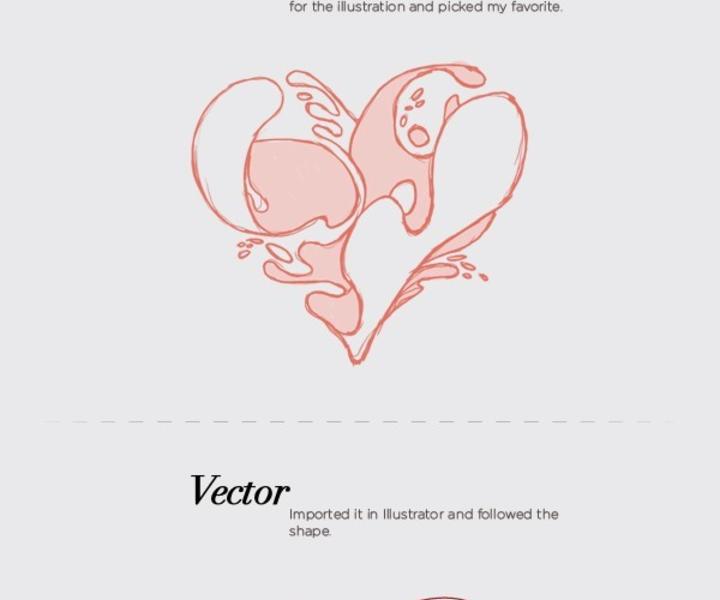 for the illustration and picked my favorite.
Vector
Imported it in Illustrator and followed the
shape.